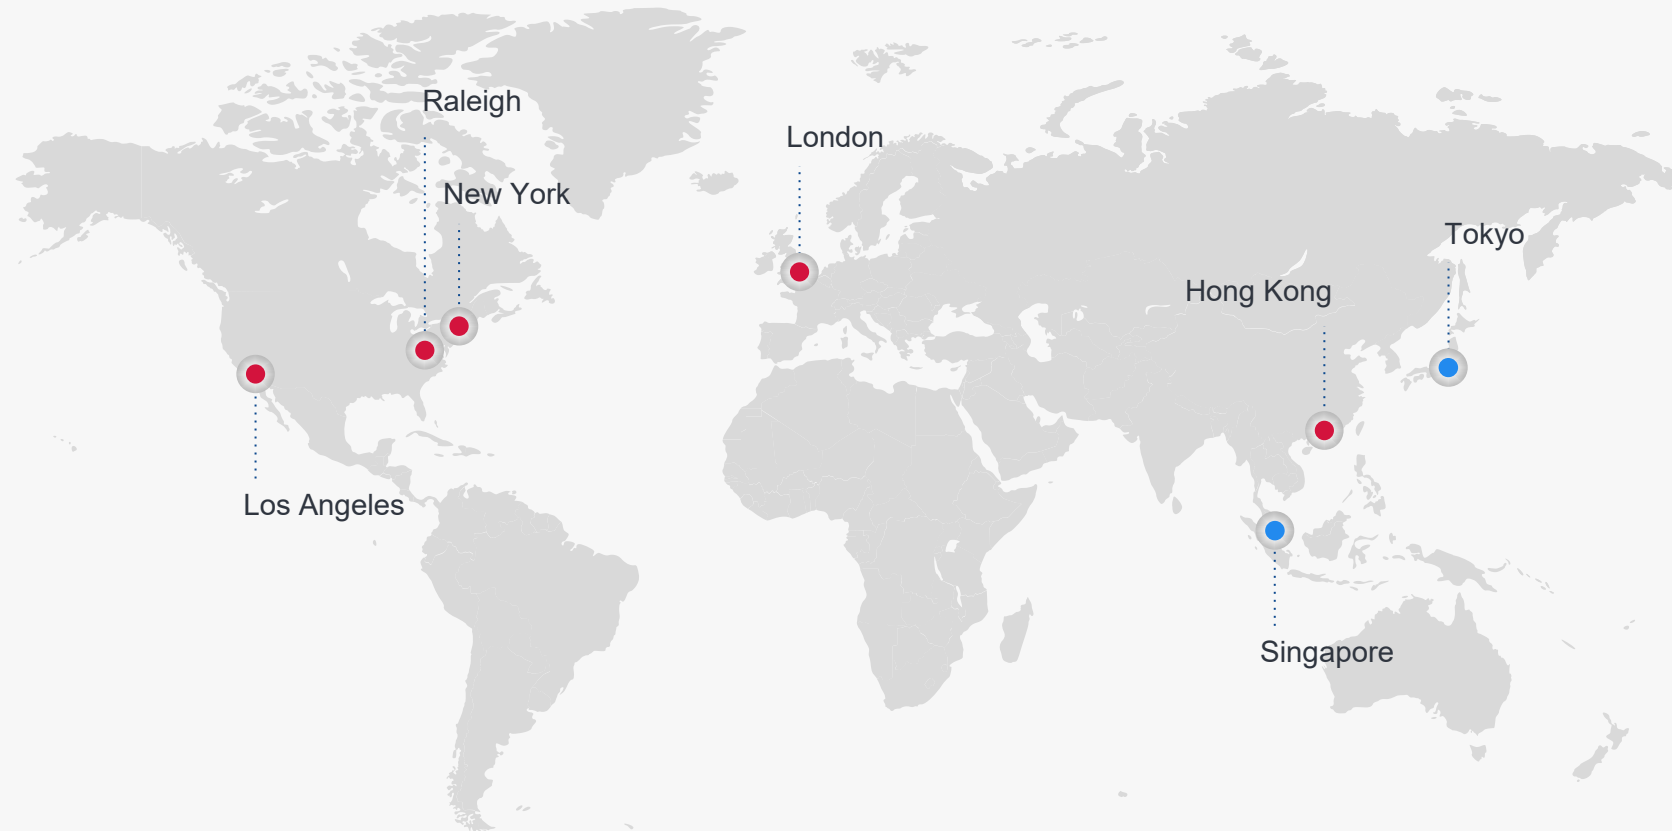 Raleigh
London
New York
Tokyo
Hong Kong
Los Angeles
Singapore